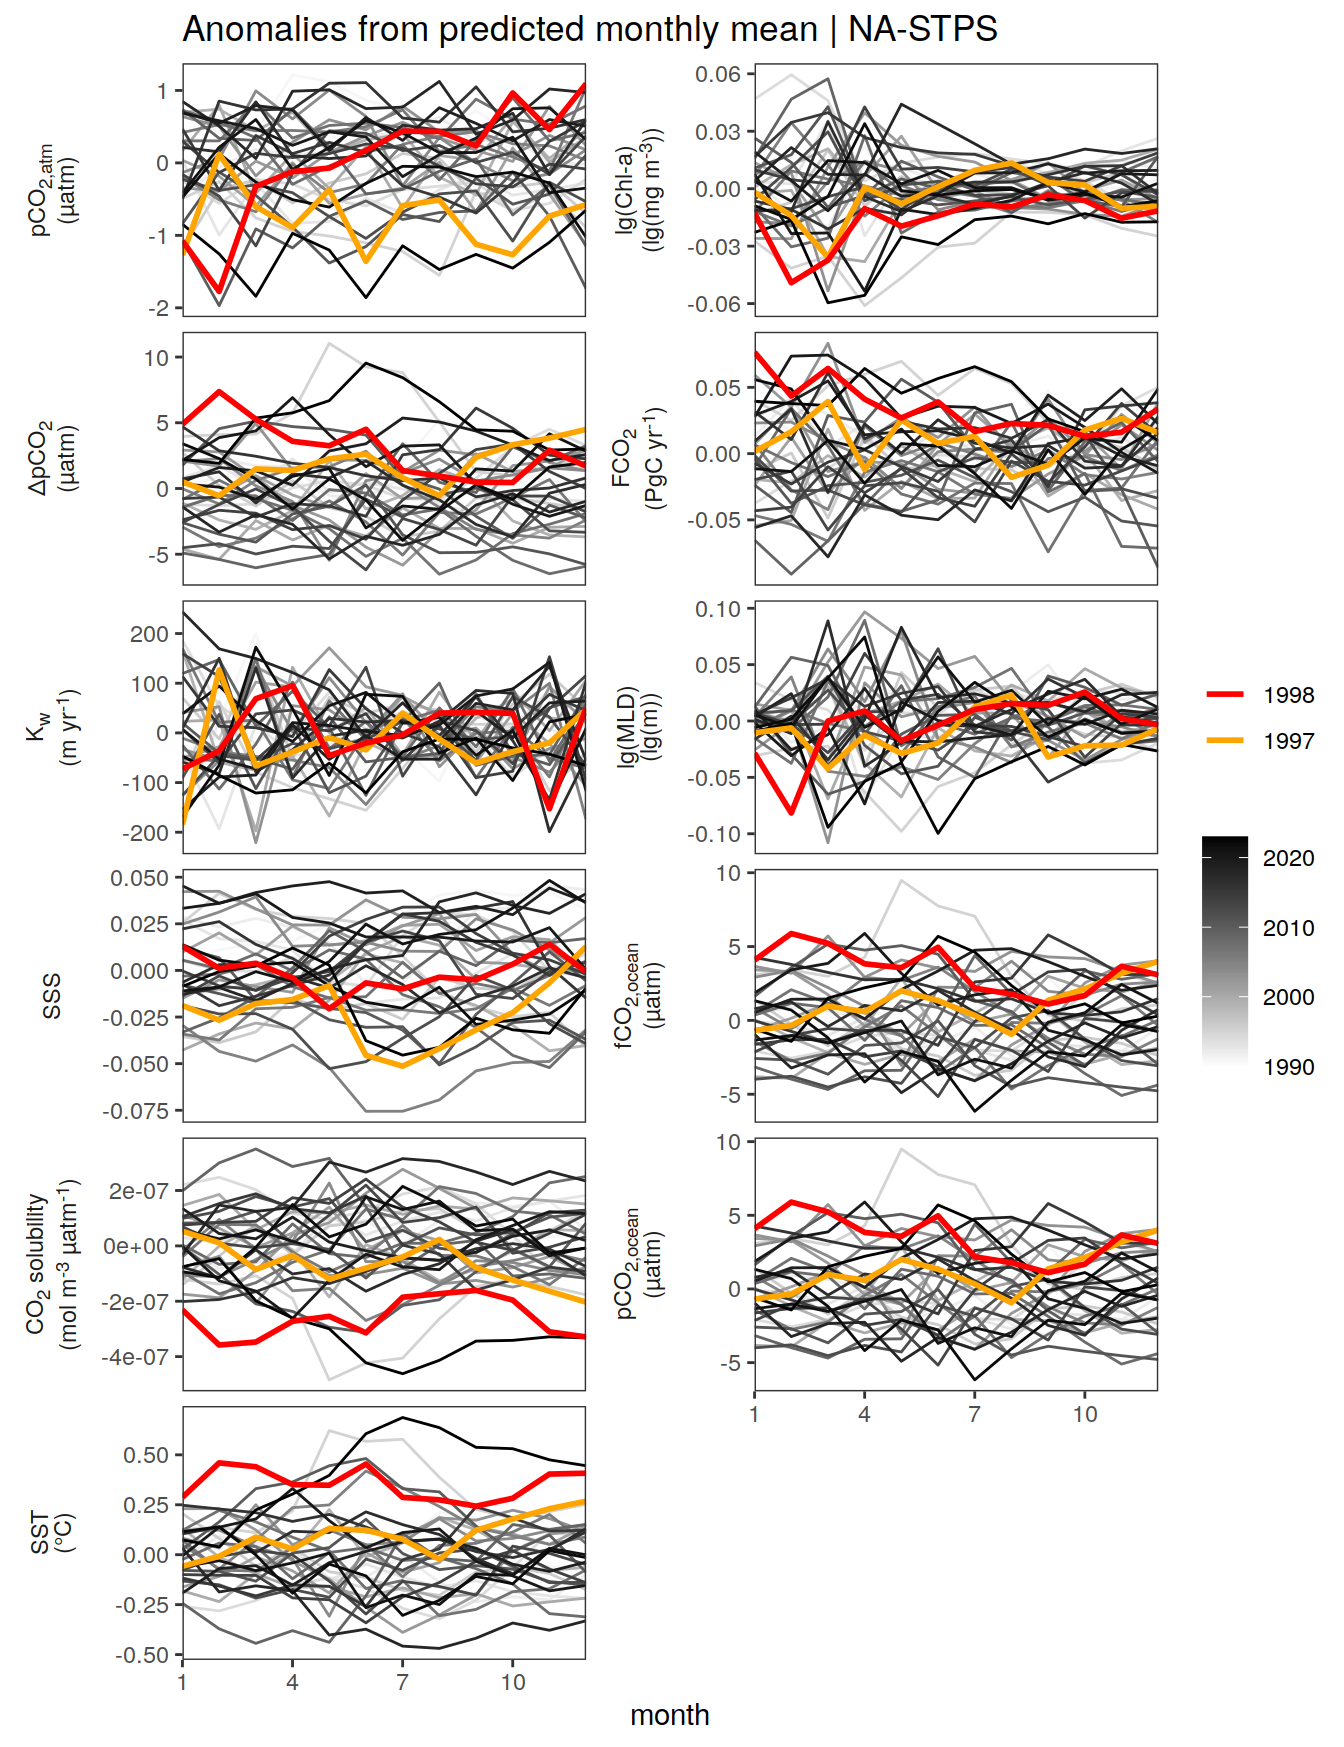 Anomalies from predicted monthly mean | NA-STPS
pCO2,atm
(µatm)
1
0
-1
-2
lg(Chl-a)
(lg(mg m-3))
0.06
0.03
0.00
-0.03
-0.06
ΔpCO2
(µatm)
10
5
0
-5
FCO2
(PgC yr-1)
0.05
0.00
-0.05
Kw
(m yr-1)
200
100
0
-100
-200
lg(MLD)
(lg(m))
0.10
0.05
0.00
-0.05
-0.10
SSS
0.050
0.025
0.000
-0.025
-0.050
-0.075
fCO2,ocean
(µatm)
10
5
0
-5
CO2 solubility
(mol m-3 µatm-1)
2e-07
0e+00
-2e-07
-4e-07
pCO2,ocean
(µatm)
10
5
0
-5
1 4 7 10
SST
(°C)
0.50
0.25
0.00
-0.25
-0.50
1 4 7 10
month
1998
1997
2020
2010
2000
1990